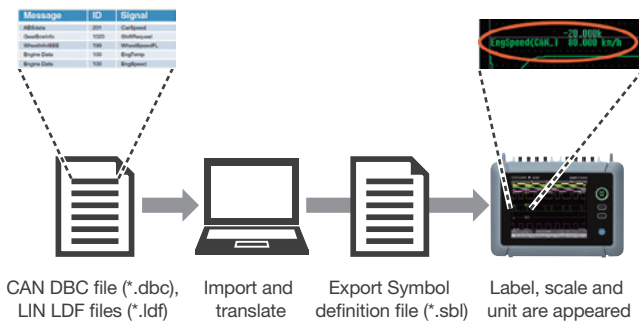 Message ID Signal
ABSdata 201 CarSpeed
GearBoxInfo 1020 ShiftRequest
WheelInfoIEEE 199 WheelSpeedFL
Engine Data 100 EngTemp
Engine Data 100 EngSpeed
-20.000k
EngSpeed(CAN.) 80.000 km/h
CAN DBC file (*.dbc),
LIN LDF files (*.ldf)
Import and
translate
Export Symbol
definition file (*.sbl)
Label, scale and
unit are appeared